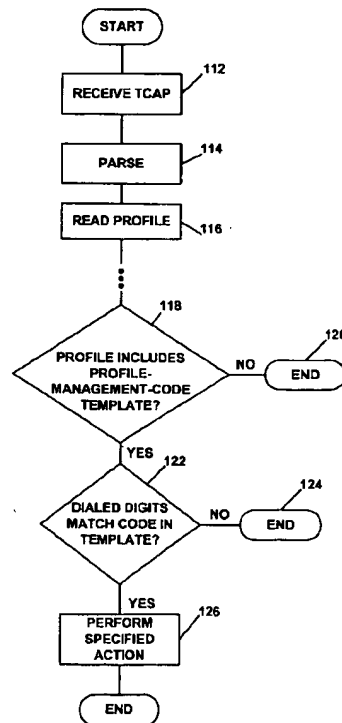 START
112
RECEIVE TCAP
114
PARSE
116
READ PROFILE
118
PROFILE INCLUDES
PROFILE-
MANAGEMENT-CODE
TEMPLATE?
NO
120
END
YES
122
DIALED DIGITS
MATCH CODE IN
TEMPLATE?
NO
124
END
YES
126
PERFORM
SPECIFIED
ACTION
END